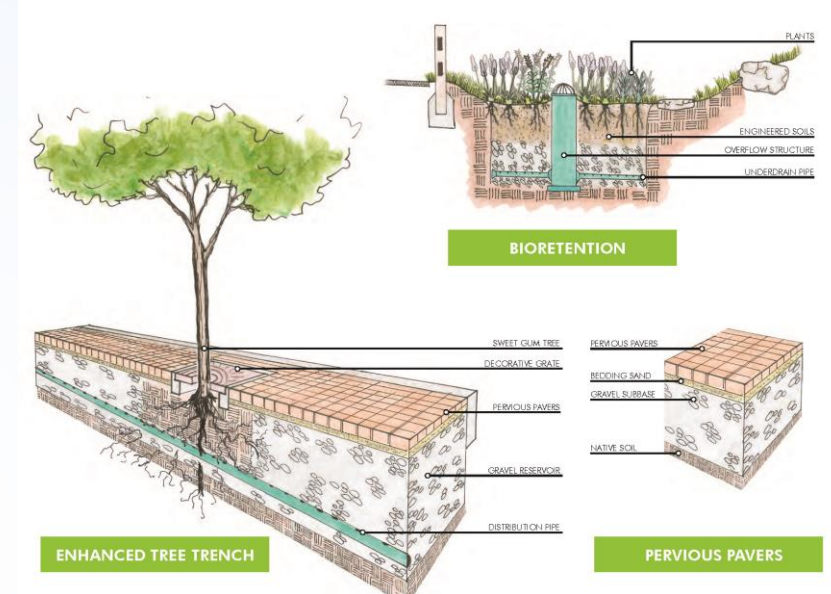 PLANTS
ENGINEERED SOILS
OVERFLOW STRUCTURE
UNDERDRAIN PIPE
BIORETENTION
SWEET GUM TREE
DECORATIVE GRATE
PERVIOUS PAVERS
GRAVEL RESERVOIR
DISTRIBUTION PIPE
ENHANCED TREE TRENCH
PERVIOUS PAVERS
BEDDING SAND
GRAVEL SUBBASE
NATIVE SOIL
PERVIOUS PAVERS